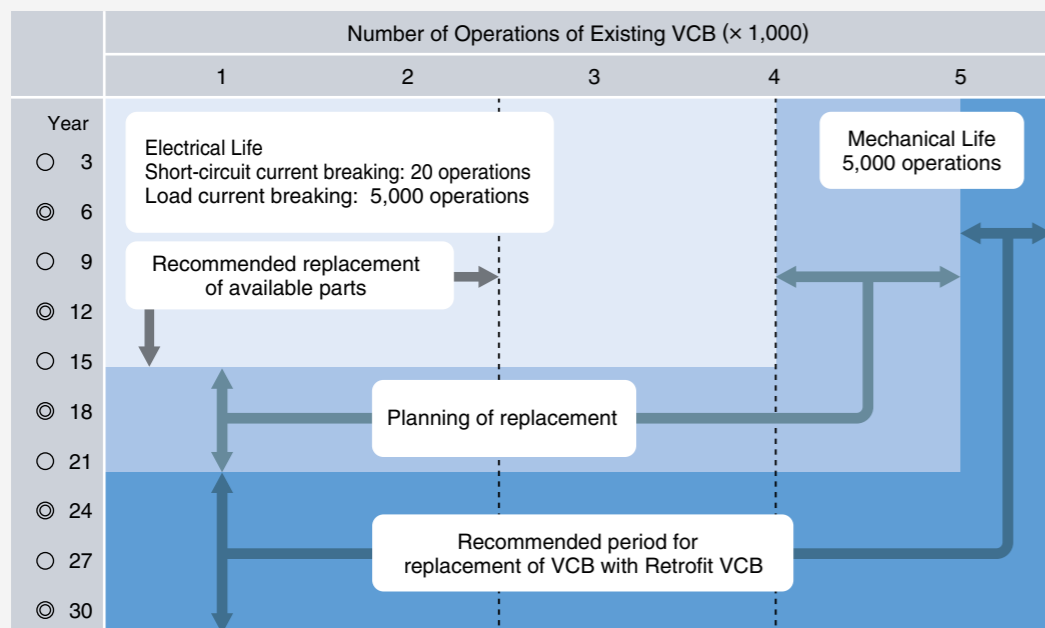 Number of Operations of Existing VCB (× 1,000)
1 2 3 4 5
Year
○ 3
◎ 6
○ 9
◎ 12
○ 15
◎ 18
○ 21
◎ 24
○ 27
◎ 30
Electrical Life
Short-circuit current breaking: 20 operations
Load current breaking: 5,000 operations
Mechanical Life
5,000 operations
Recommended replacement
of available parts
Planning of replacement
Recommended period for
replacement of VCB with Retrofit VCB